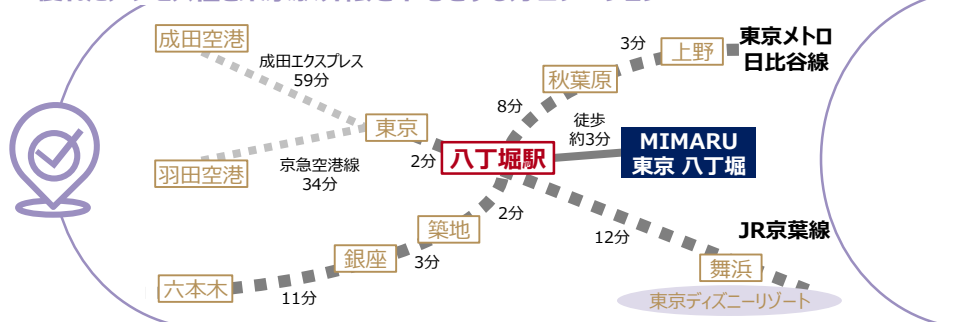 成田空港
成田エクスプレス
59分
東京
羽田空港
京急空港線
34分
2分
八丁堀駅
徒歩
約3分
MIMARU
東京 八丁堀
8分
秋葉原
3分
上野
東京メトロ
日比谷線
2分
築地
3分
銀座
11分
六本木
12分
JR京葉線
舞浜
東京ディズニーリゾート